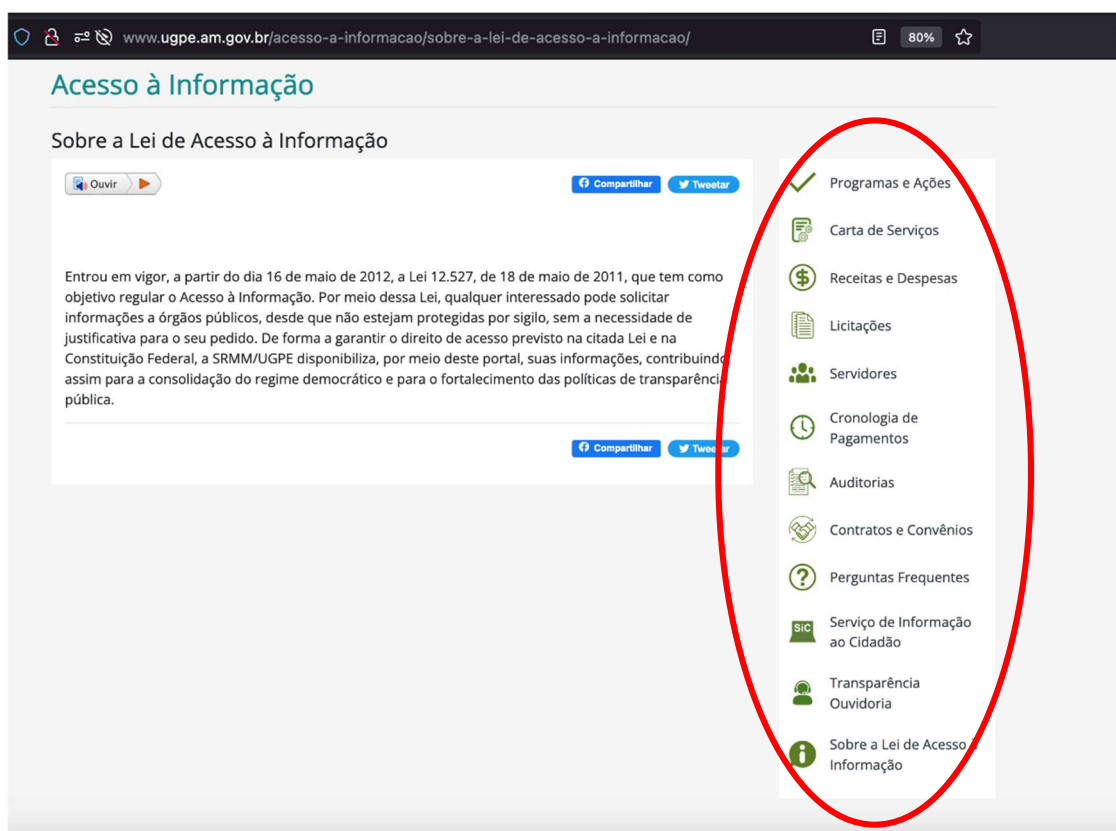 www.ugpe.am.gov.br/acesso-a-informacao/sobre-a-lei-de-acesso-a-informacao/
80%
Acesso à Informação
Sobre a Lei de Acesso à Informação
Ouvir
Compartilhar
Tweetar
Entrou em vigor, a partir do dia 16 de maio de 2012, a Lei 12.527, de 18 de maio de 2011, que tem como
objetivo regular o Acesso à Informação. Por meio dessa Lei, qualquer interessado pode solicitar
informações a órgãos públicos, desde que não estejam protegidas por sigilo, sem a necessidade de
justificativa para o seu pedido. De forma a garantir o direito de acesso previsto na citada Lei e na
Constituição Federal, a SRMM/UGPE disponibiliza, por meio deste portal, suas informações, contribuindo
assim para a consolidação do regime democrático e para o fortalecimento das políticas de transparência
pública.
Compartilhar
Tweetar
Programas e Ações
Carta de Serviços
Receitas e Despesas
Licitações
Servidores
Cronologia de
Pagamentos
Auditorias
Contratos e Convênios
Perguntas Frequentes
SiC
Serviço de Informação
ao Cidadão
Transparência
Ouvidoria
Sobre a Lei de Acesso à
Informação